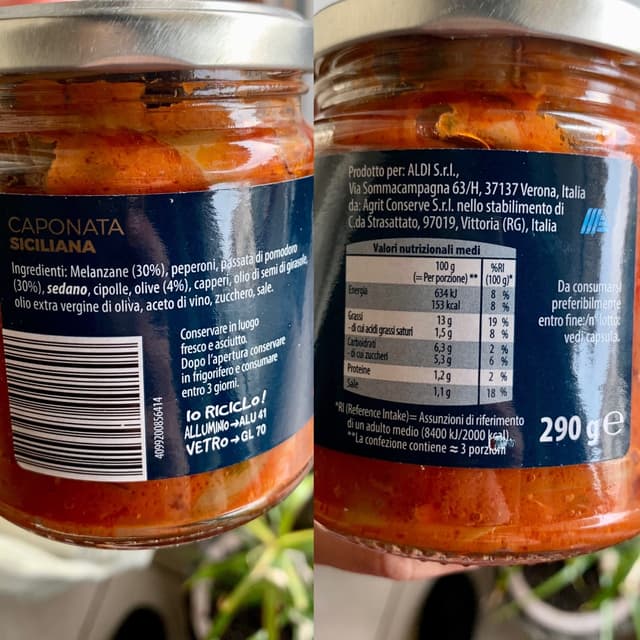 CAPONATA
SICILIANA
Ingredienti: Melanzane (30%), peperoni, passata di pomodoro
(30%), sedano, cipolle, olive (4%), capperi, olio di semi di girasole,
olio extra vergine di oliva, aceto di vino, zucchero, sale.
Conservare in luogo
fresco e asciutto.
Dopo l'apertura conservare
in frigorifero e consumare
entro 3 giorni.
4099200856414
IO RICICLO!
ALLUMINIO→ALU 41
VETRO→GL 70
Prodotto per: ALDI S.r.l.,
Via Sommacampagna 63/H, 37137 Verona, Italia
da: Agrit Conserve S.r.l. nello stabilimento di
C.da Strasattato, 97019, Vittoria (RG), Italia
Valori nutrizionali medi
100 g %RI
(= Per porzione) ** (100 g)*
Energia 634 kJ 8 %
153 kcal 8 %
Grassi 13 g 19 %
- di cui acidi grassi saturi 1,5 g 8 %
Carboidrati 6,3 g 2 %
- di cui zuccheri 5,3 g 6 %
Proteine 1,2 g 2 %
Sale 1,1 g 18 %
*RI (Reference Intake)= Assunzioni di riferimento
di un adulto medio (8400 kJ/2000 kcal).
**La confezione contiene ≈ 3 porzioni
Da consumarsi
preferibilmente
entro fine/n° lotto:
vedi capsula.
290 g e